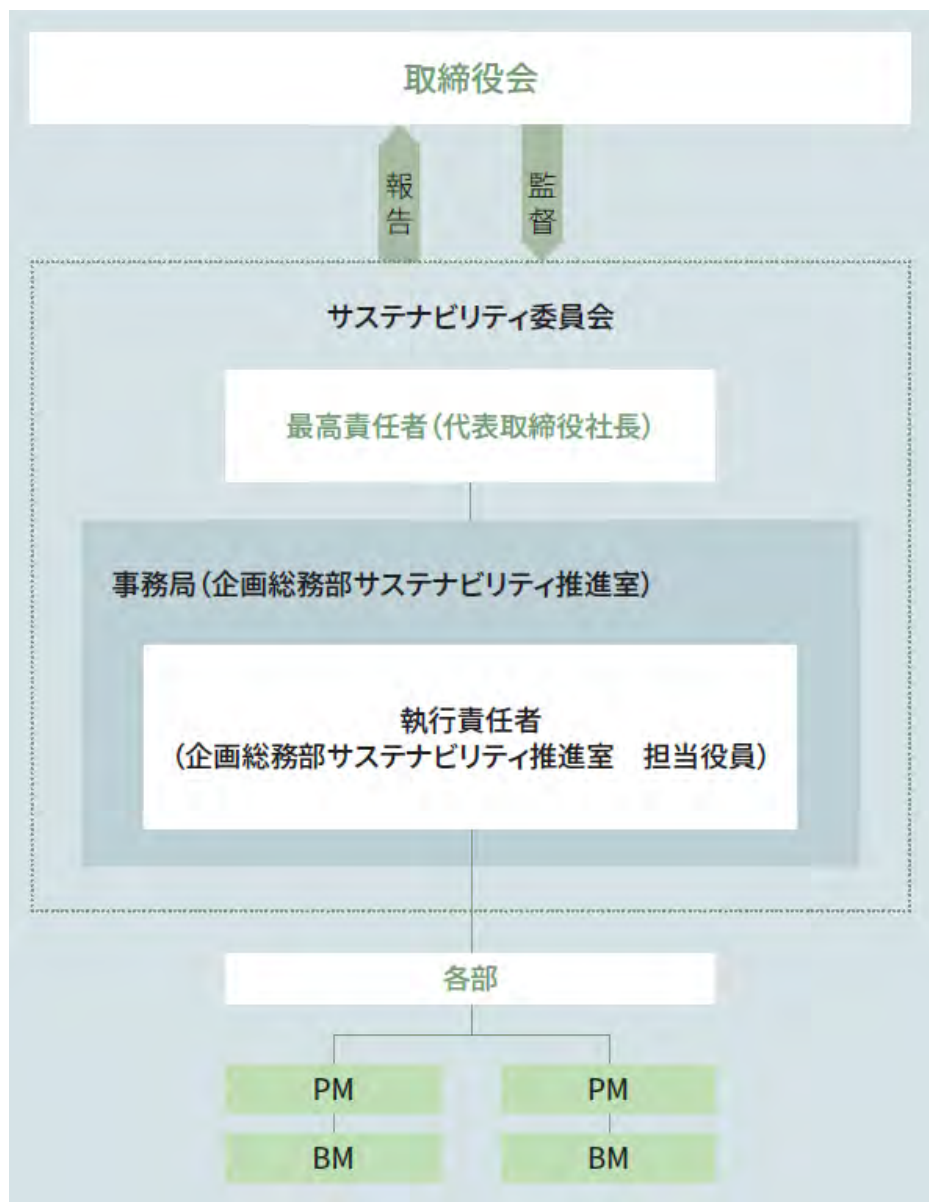 取締役会
報告
監督
サステナビリティ委員会
最高責任者（代表取締役社長）
事務局（企画総務部サステナビリティ推進室）
執行責任者
（企画総務部サステナビリティ推進室　担当役員）
各部
PM
PM
BM
BM